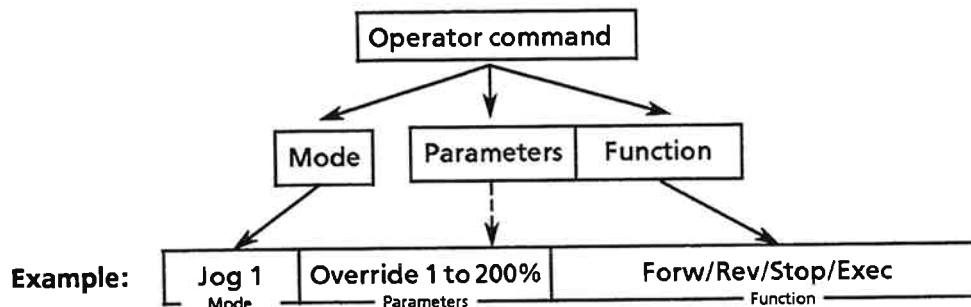 Operator command
Mode Parameters Function
Example: Jog 1 Override 1 to 200% Forw/Rev/Stop/Exec
Mode Parameters Function